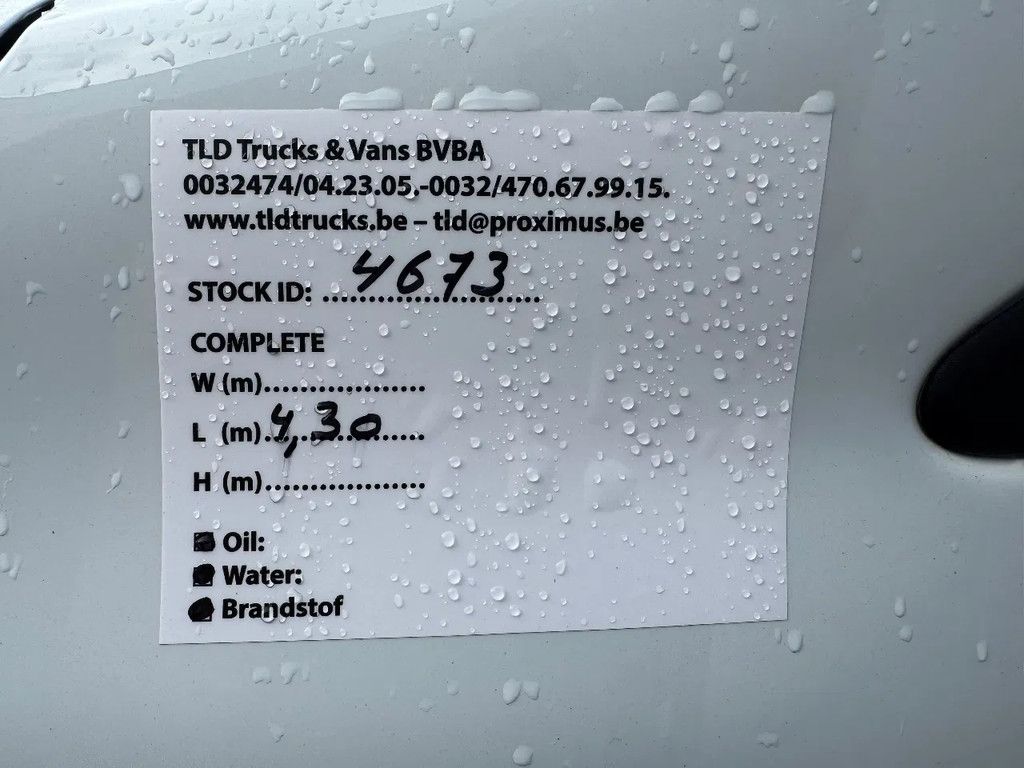 TLD Trucks & Vans BVBA
0032474/04.23.05.-0032/470.67.99.15.
www.tldtrucks.be – tld@proximus.be
STOCK ID: 4673
COMPLETE
W (m)..................
L (m) 4,30
H (m)..................
Oil:
Water:
Brandstof